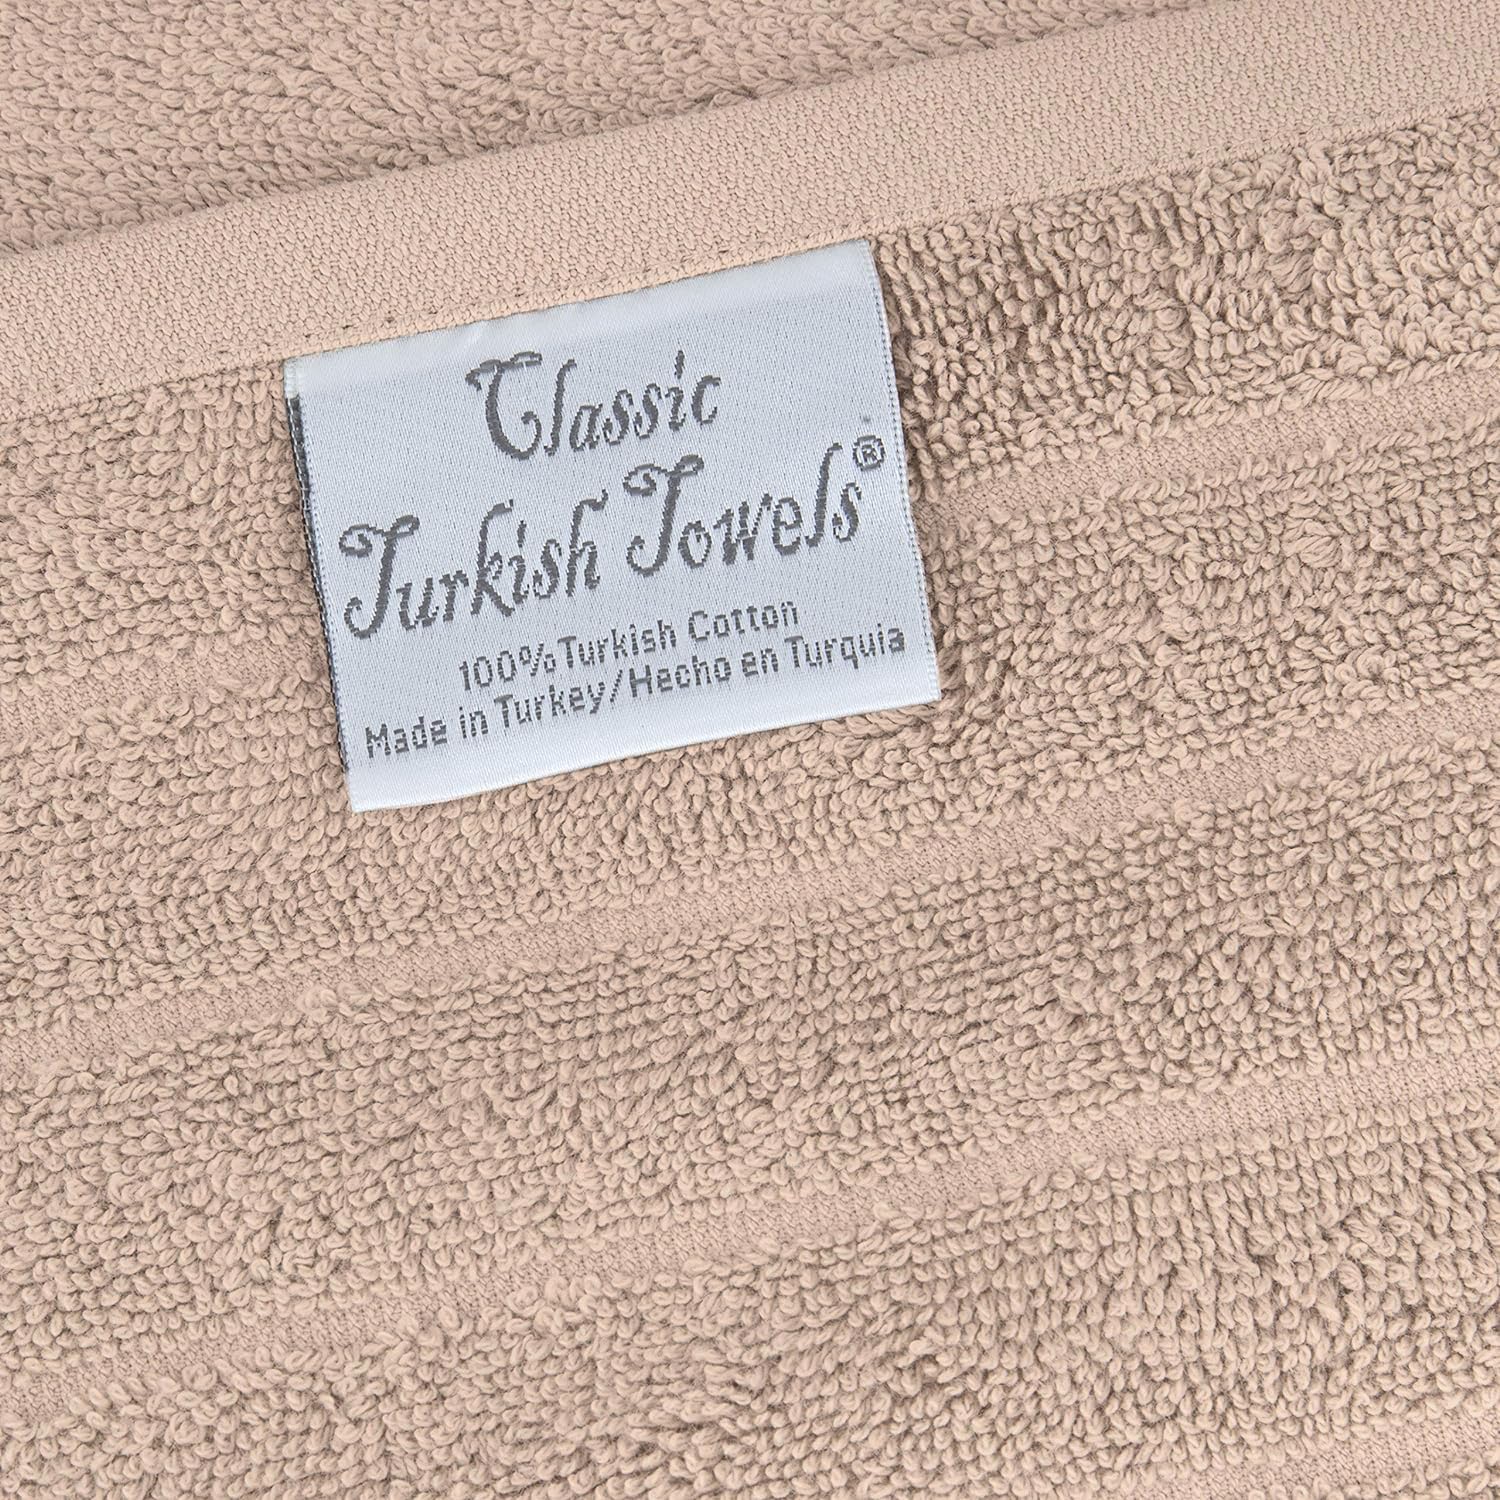 Classic
Turkish Towels®
100% Turkish Cotton
Made in Turkey/Hecho en Turquia